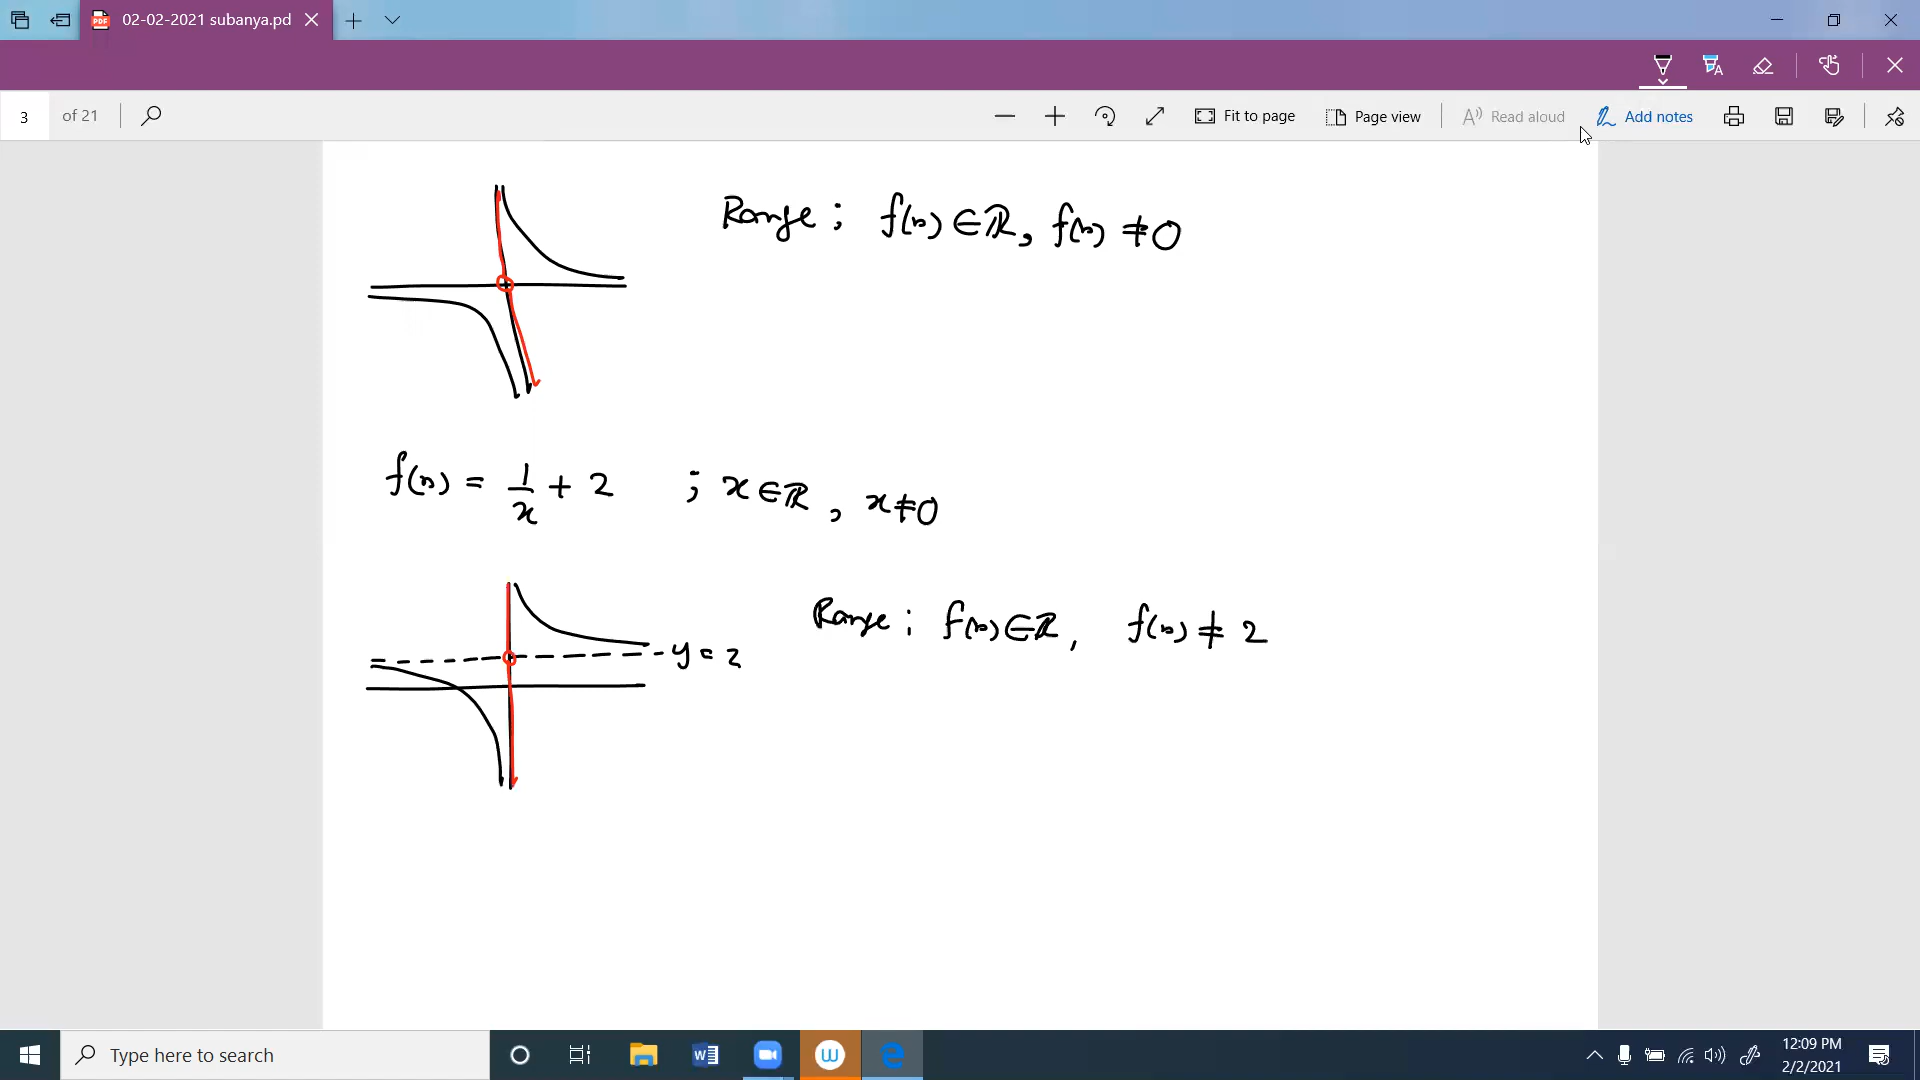 02-02-2021 subanya.pd
3 of 21
Fit to page
Page view
Read aloud
Add notes
Range ; f(x) ∈ ℝ, f(x) ≠ 0
f(x) = 1/x + 2 ; x ∈ ℝ, x ≠ 0
y = 2
Range : f(x) ∈ ℝ, f(x) ≠ 2
Type here to search
12:09 PM
2/2/2021